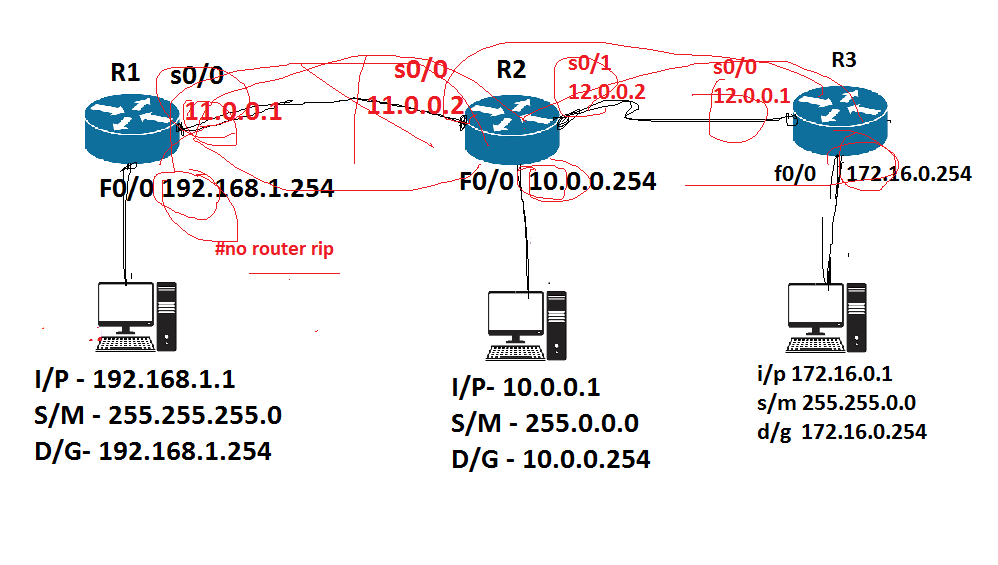 R1
s0/0
11.0.0.1
F0/0 192.168.1.254
#no router rip
I/P - 192.168.1.1
S/M - 255.255.255.0
D/G- 192.168.1.254
s0/0
11.0.0.2
R2
s0/1
12.0.0.2
F0/0 10.0.0.254
I/P- 10.0.0.1
S/M - 255.0.0.0
D/G - 10.0.0.254
s0/0
12.0.0.1
R3
f0/0 172.16.0.254
i/p 172.16.0.1
s/m 255.255.0.0
d/g 172.16.0.254